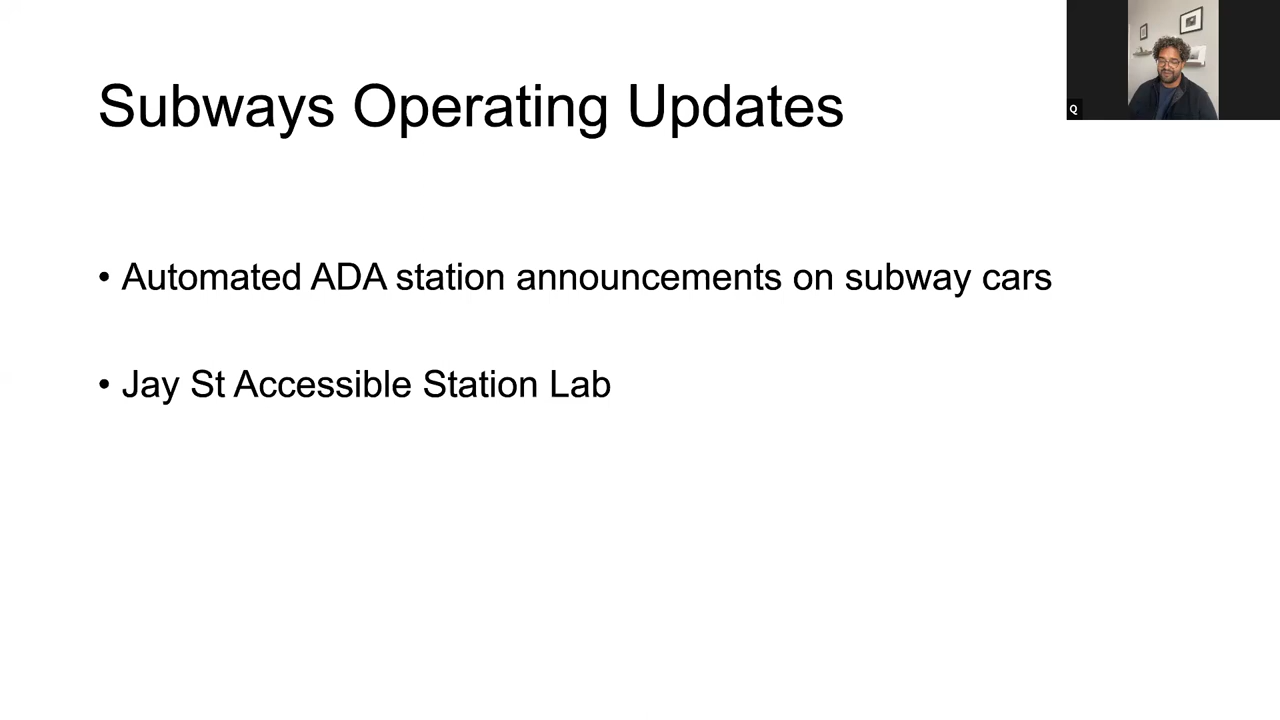 Subways Operating Updates
Q
• Automated ADA station announcements on subway cars
• Jay St Accessible Station Lab